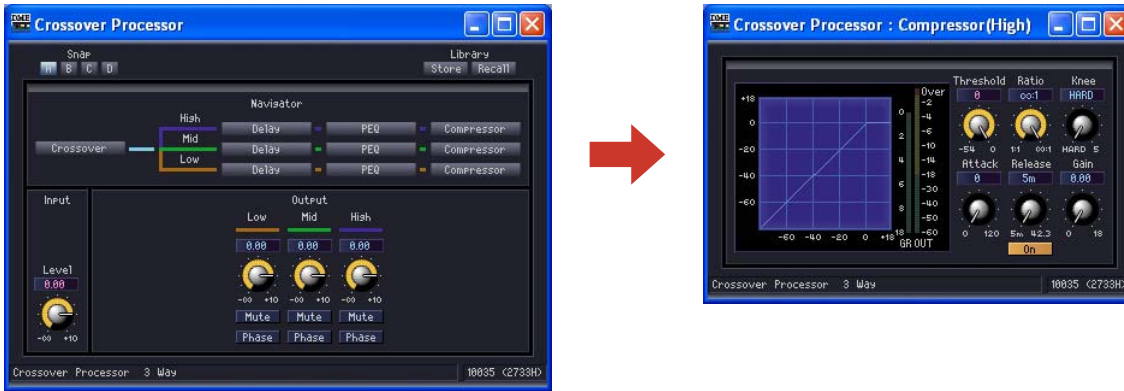 Crossover Processor
Snap
A B C D
Library
Store Recall
Navigator
High
Mid
Low
Crossover
Delay PEQ Compressor
Delay PEQ Compressor
Delay PEQ Compressor
Input
Level
0.00
-∞ +10
Output
Low Mid High
0.00 0.00 0.00
-∞ +10 -∞ +10 -∞ +10
Mute Mute Mute
Phase Phase Phase
Crossover Processor 3 Way 10035 (2733H)
Crossover Processor : Compressor(High)
+18
0
-20
-40
-60
-60 -40 -20 0 +18
0
2
4
6
8
18
Over
-2
-4
-6
-10
-14
-18
-30
-40
-50
-60
GR OUT
Threshold Ratio Knee
0 ∞:1 HARD
-54 0 1:1 ∞:1 HARD 5
Attack Release Gain
0 5m 0.00
0 120 5m 42.3 0 18
On
Crossover Processor 3 Way 10035 (2733H)